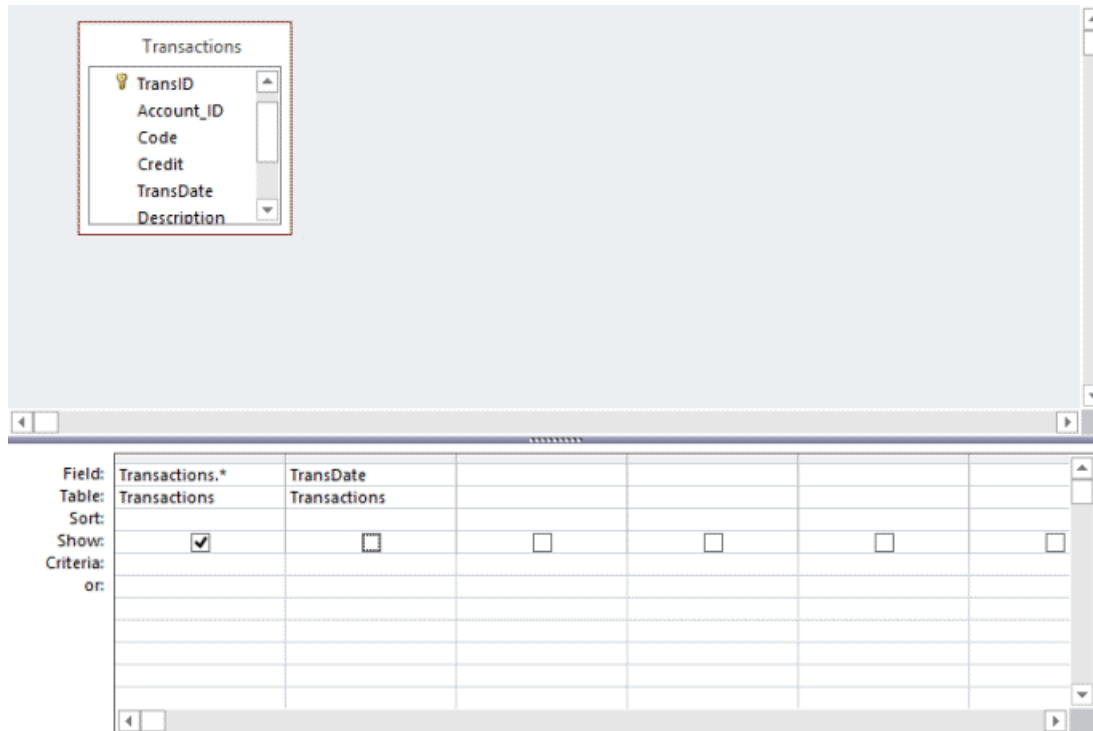 Transactions
TransID
Account_ID
Code
Credit
TransDate
Description
Field: Transactions.* TransDate
Table: Transactions Transactions
Sort:
Show:
Criteria:
or: